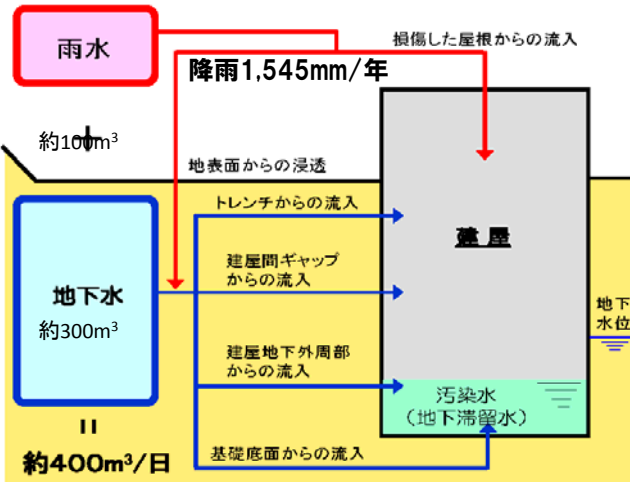 雨水
損傷した屋根からの流入
降雨1,545mm/年
約100m³
+
地表面からの浸透
トレンチからの流入
建屋
建屋間ギャップ
からの流入
地下水
約300m³
地下
水位
建屋地下外周部
からの流入
汚染水
（地下滞留水）
=
約400m³/日
基礎底面からの流入